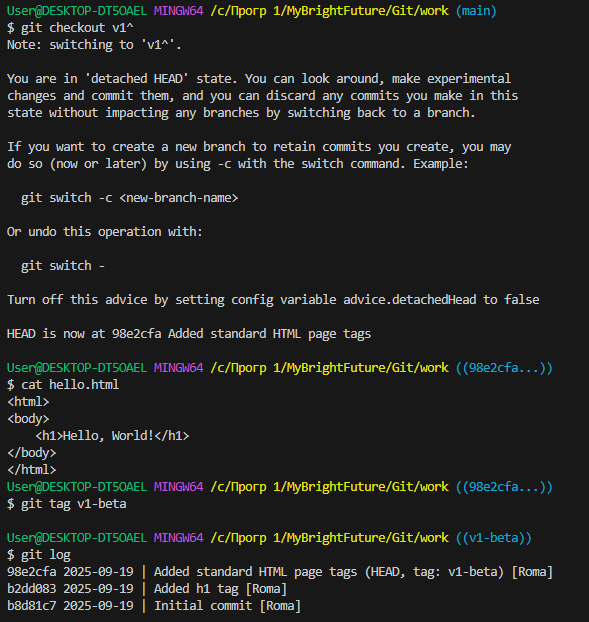 User@DESKTOP-DT5OAEL MINGW64 /c/Прогр 1/MyBrightFuture/Git/work (main)
$ git checkout v1^
Note: switching to 'v1^'.
You are in 'detached HEAD' state. You can look around, make experimental
changes and commit them, and you can discard any commits you make in this
state without impacting any branches by switching back to a branch.
If you want to create a new branch to retain commits you create, you may
do so (now or later) by using -c with the switch command. Example:
  git switch -c <new-branch-name>
Or undo this operation with:
  git switch -
Turn off this advice by setting config variable advice.detachedHead to false
HEAD is now at 98e2cfa Added standard HTML page tags
User@DESKTOP-DT5OAEL MINGW64 /c/Прогр 1/MyBrightFuture/Git/work ((98e2cfa...))
$ cat hello.html
<html>
<body>
    <h1>Hello, World!</h1>
</body>
</html>
User@DESKTOP-DT5OAEL MINGW64 /c/Прогр 1/MyBrightFuture/Git/work ((98e2cfa...))
$ git tag v1-beta
User@DESKTOP-DT5OAEL MINGW64 /c/Прогр 1/MyBrightFuture/Git/work ((v1-beta))
$ git log
98e2cfa 2025-09-19 | Added standard HTML page tags (HEAD, tag: v1-beta) [Roma]
b2dd083 2025-09-19 | Added h1 tag [Roma]
b8d81c7 2025-09-19 | Initial commit [Roma]